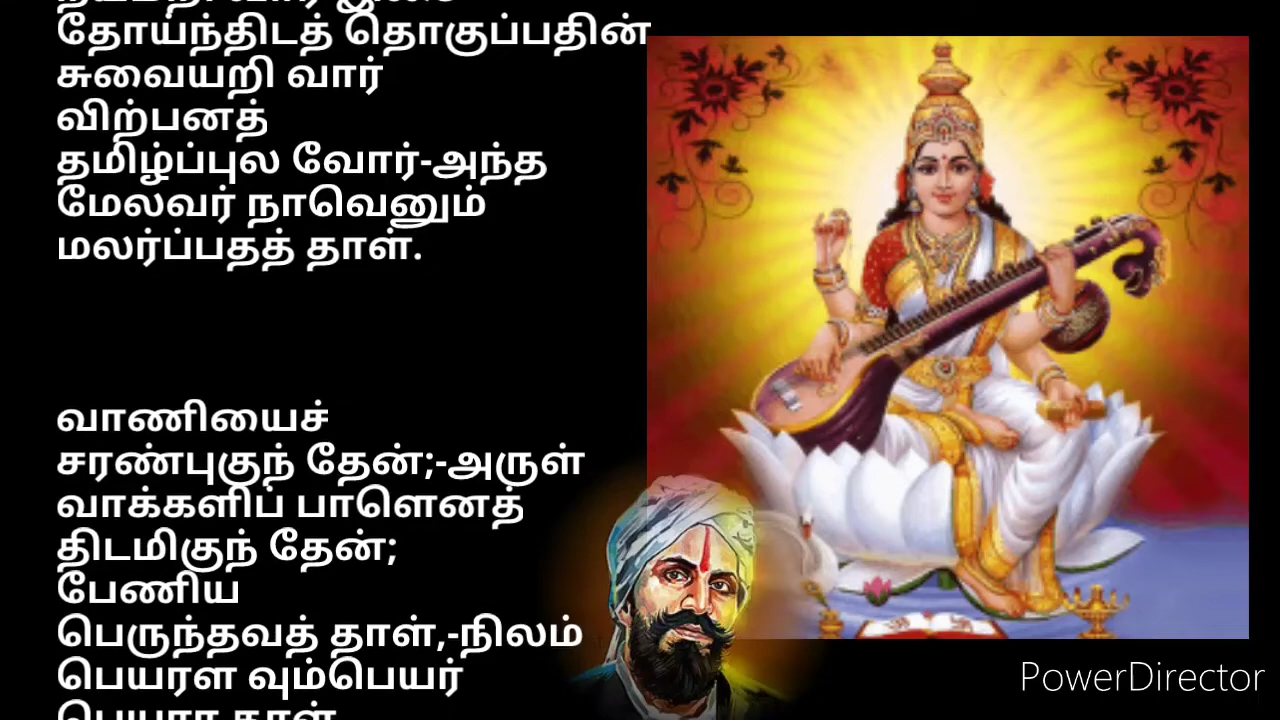 தோய்ந்திடத் தொகுப்பதின்
சுவையறி வார்
விற்பனத்
தமிழ்ப்புல வோர்-அந்த
மேலவர் நாவெனும்
மலர்ப்பதத் தாள்.
வாணியைச்
சரண்புகுந் தேன்;-அருள்
வாக்களிப் பாளெனத்
திடமிகுந் தேன்;
பேணிய
பெருந்தவத் தாள்,-நிலம்
பெயரள வும்பெயர்
PowerDirector